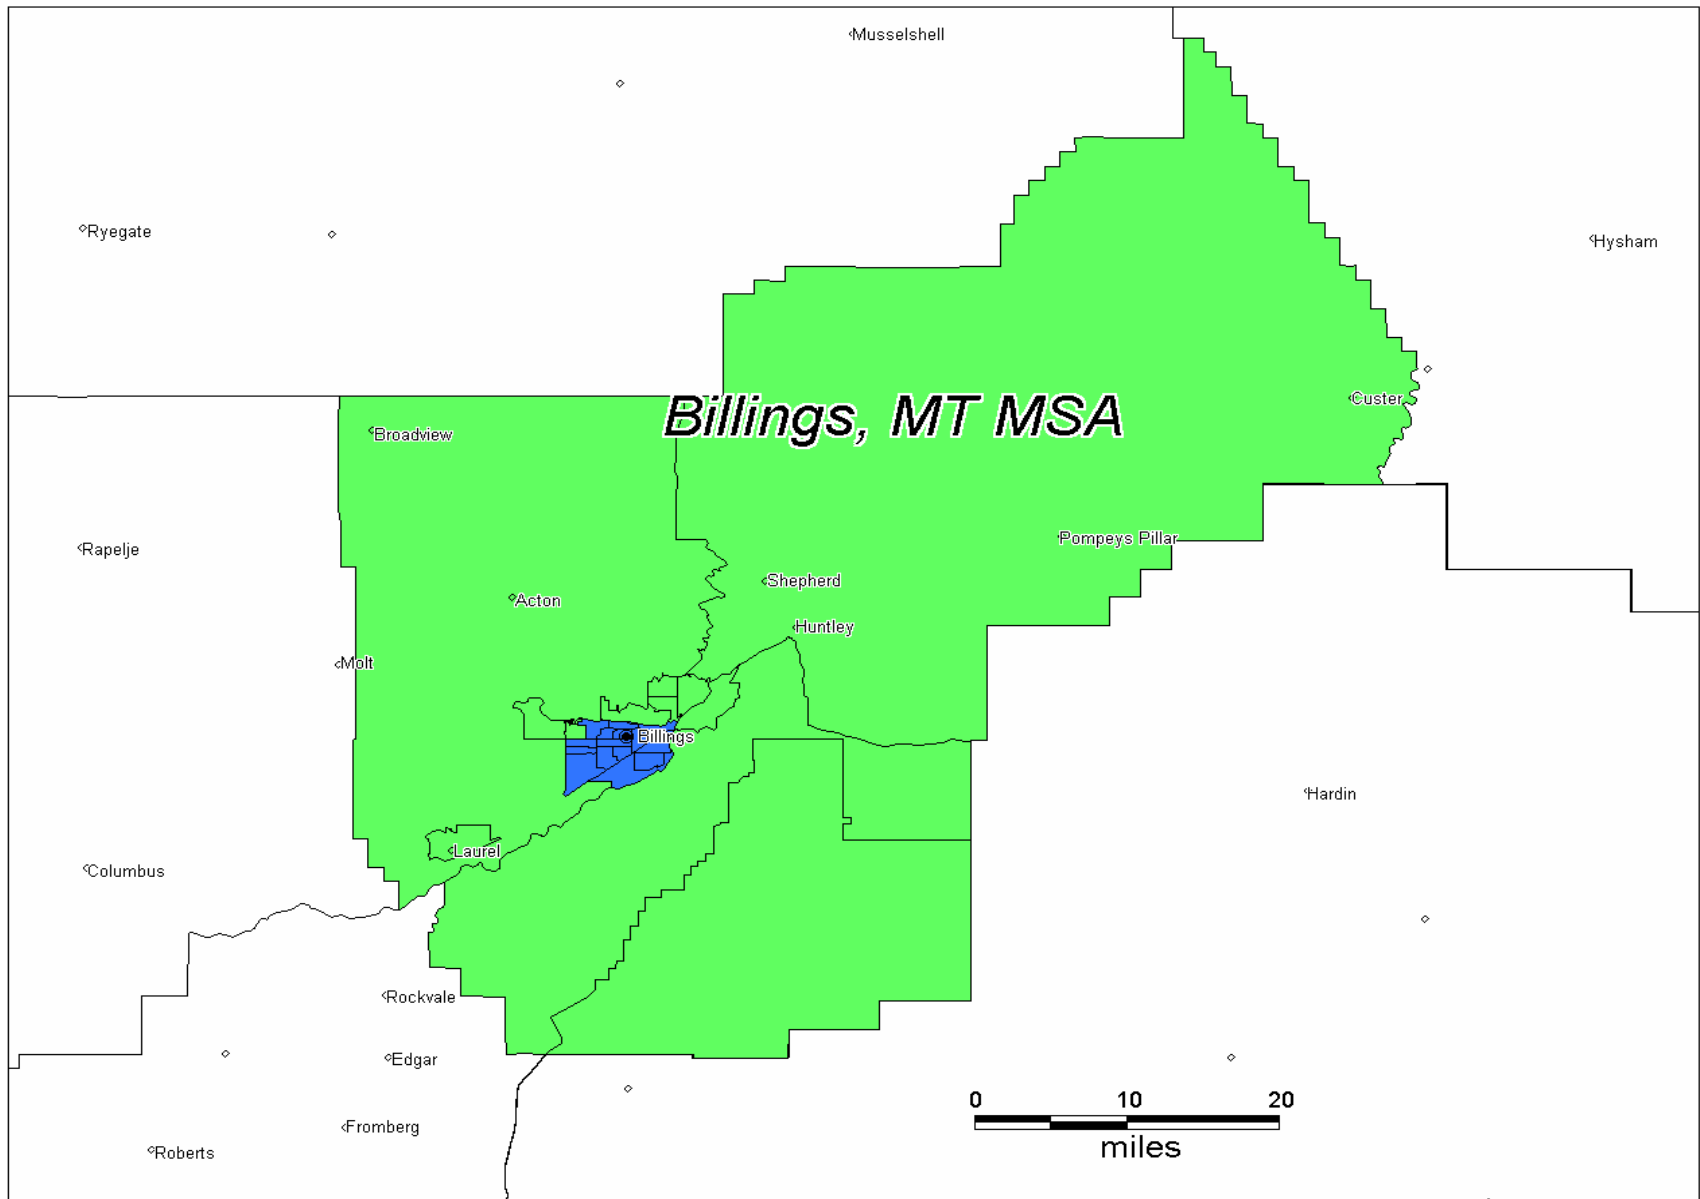 Musselshell
Ryegate
Hysham
Custer
Billings, MT MSA
Broadview
Pompeys Pillar
Rapelje
Shepherd
Acton
Huntley
Molt
Billings
Hardin
Laurel
Columbus
Rockvale
Edgar
0 10 20
miles
Fromberg
Roberts